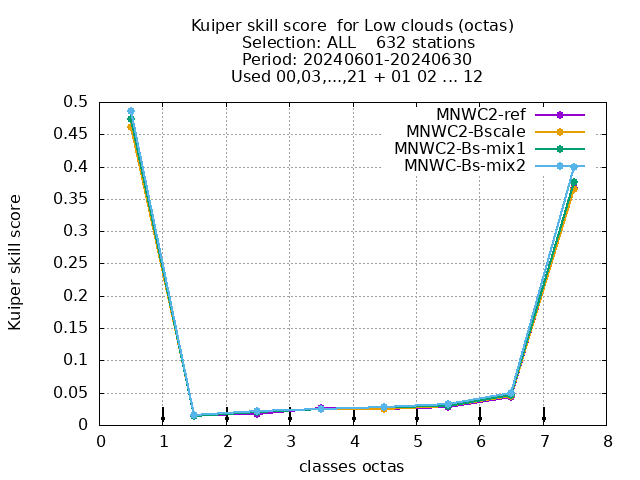 Kuiper skill score  for Low clouds (octas)
Selection: ALL    632 stations
Period: 20240601-20240630
Used 00,03,...,21 + 01 02 ... 12
MNWC2-ref
MNWC2-Bscale
MNWC2-Bs-mix1
MNWC-Bs-mix2
Kuiper skill score
0.5
0.45
0.4
0.35
0.3
0.25
0.2
0.15
0.1
0.05
0
0 1 2 3 4 5 6 7 8
classes octas